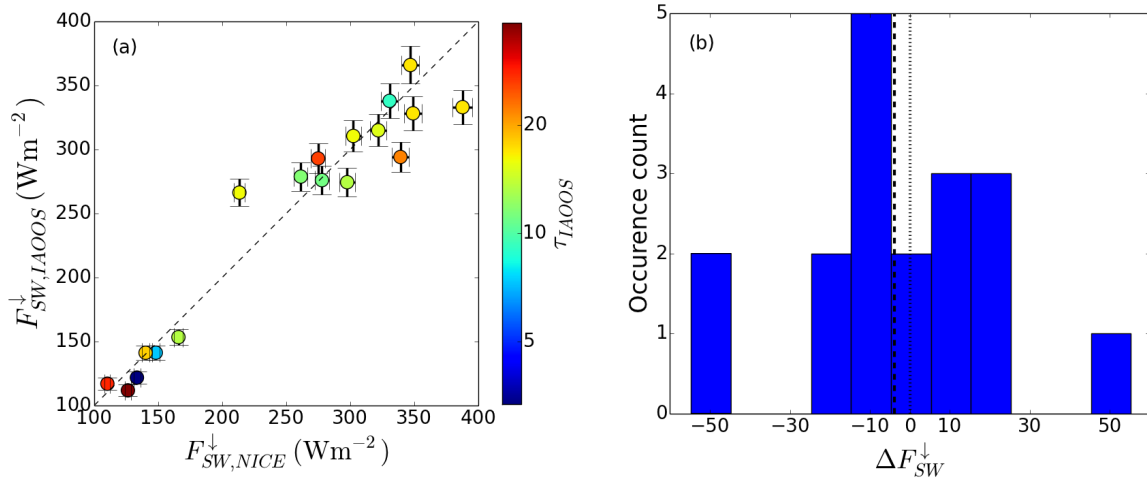 (a)
400
350
300
250
200
150
100
F↓SW,IAOOS (Wm−2)
100 150 200 250 300 350 400
F↓SW,NICE (Wm−2)
20
10
5
τIAOOS
(b)
5
4
3
2
1
0
Occurence count
−50 −30 −10 0 10 30 50
ΔF↓SW